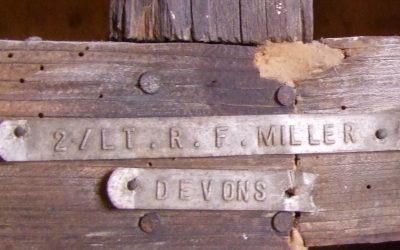 2/LT. R. F. MILLER
DEVONS